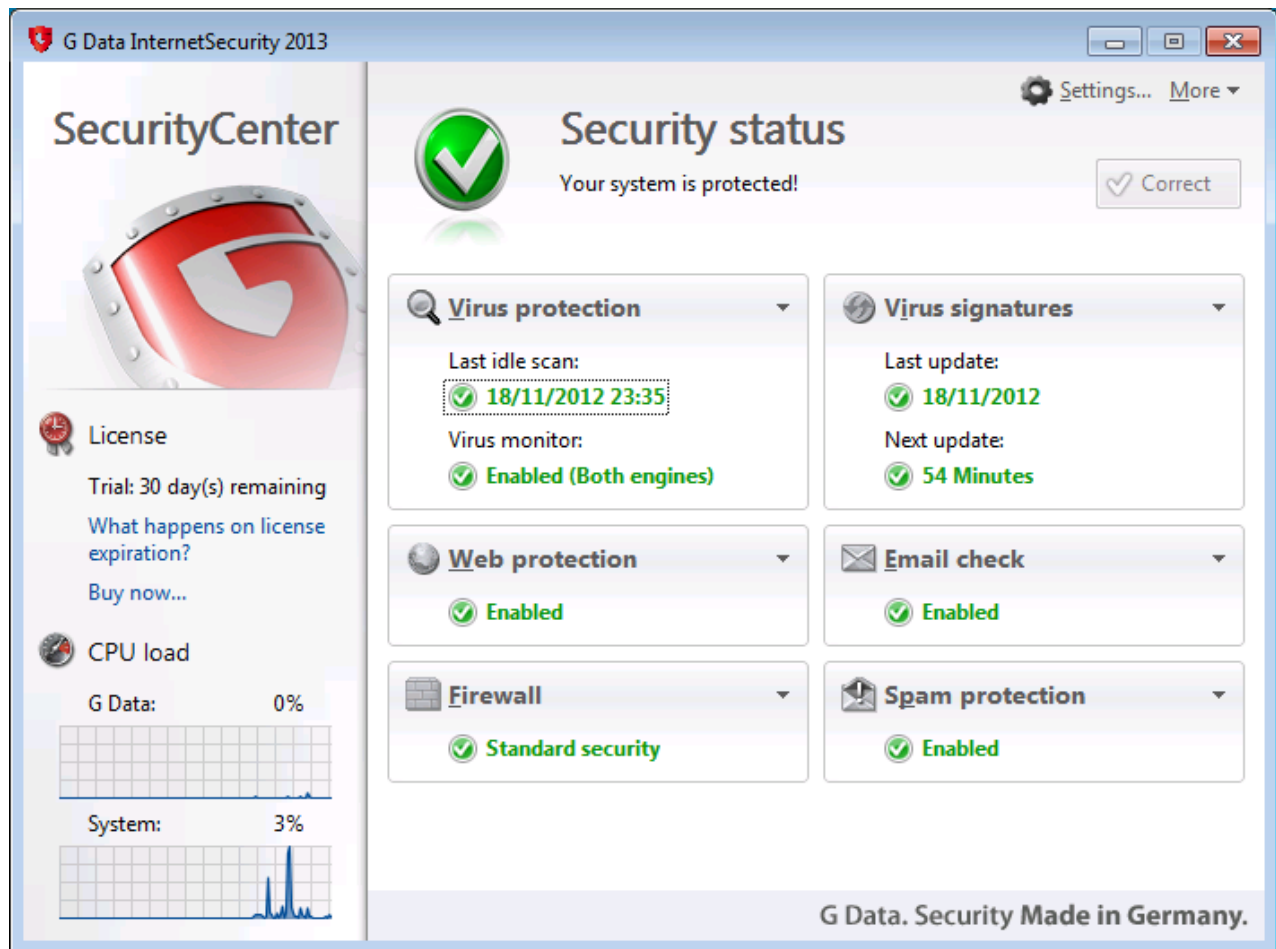 G Data InternetSecurity 2013
Settings... More
SecurityCenter
Security status
Your system is protected!
Correct
License
Trial: 30 day(s) remaining
What happens on license
expiration?
Buy now...
CPU load
G Data: 0%
System: 3%
Virus protection
Last idle scan:
18/11/2012 23:35
Virus monitor:
Enabled (Both engines)
Virus signatures
Last update:
18/11/2012
Next update:
54 Minutes
Web protection
Enabled
Email check
Enabled
Firewall
Standard security
Spam protection
Enabled
G Data. Security Made in Germany.